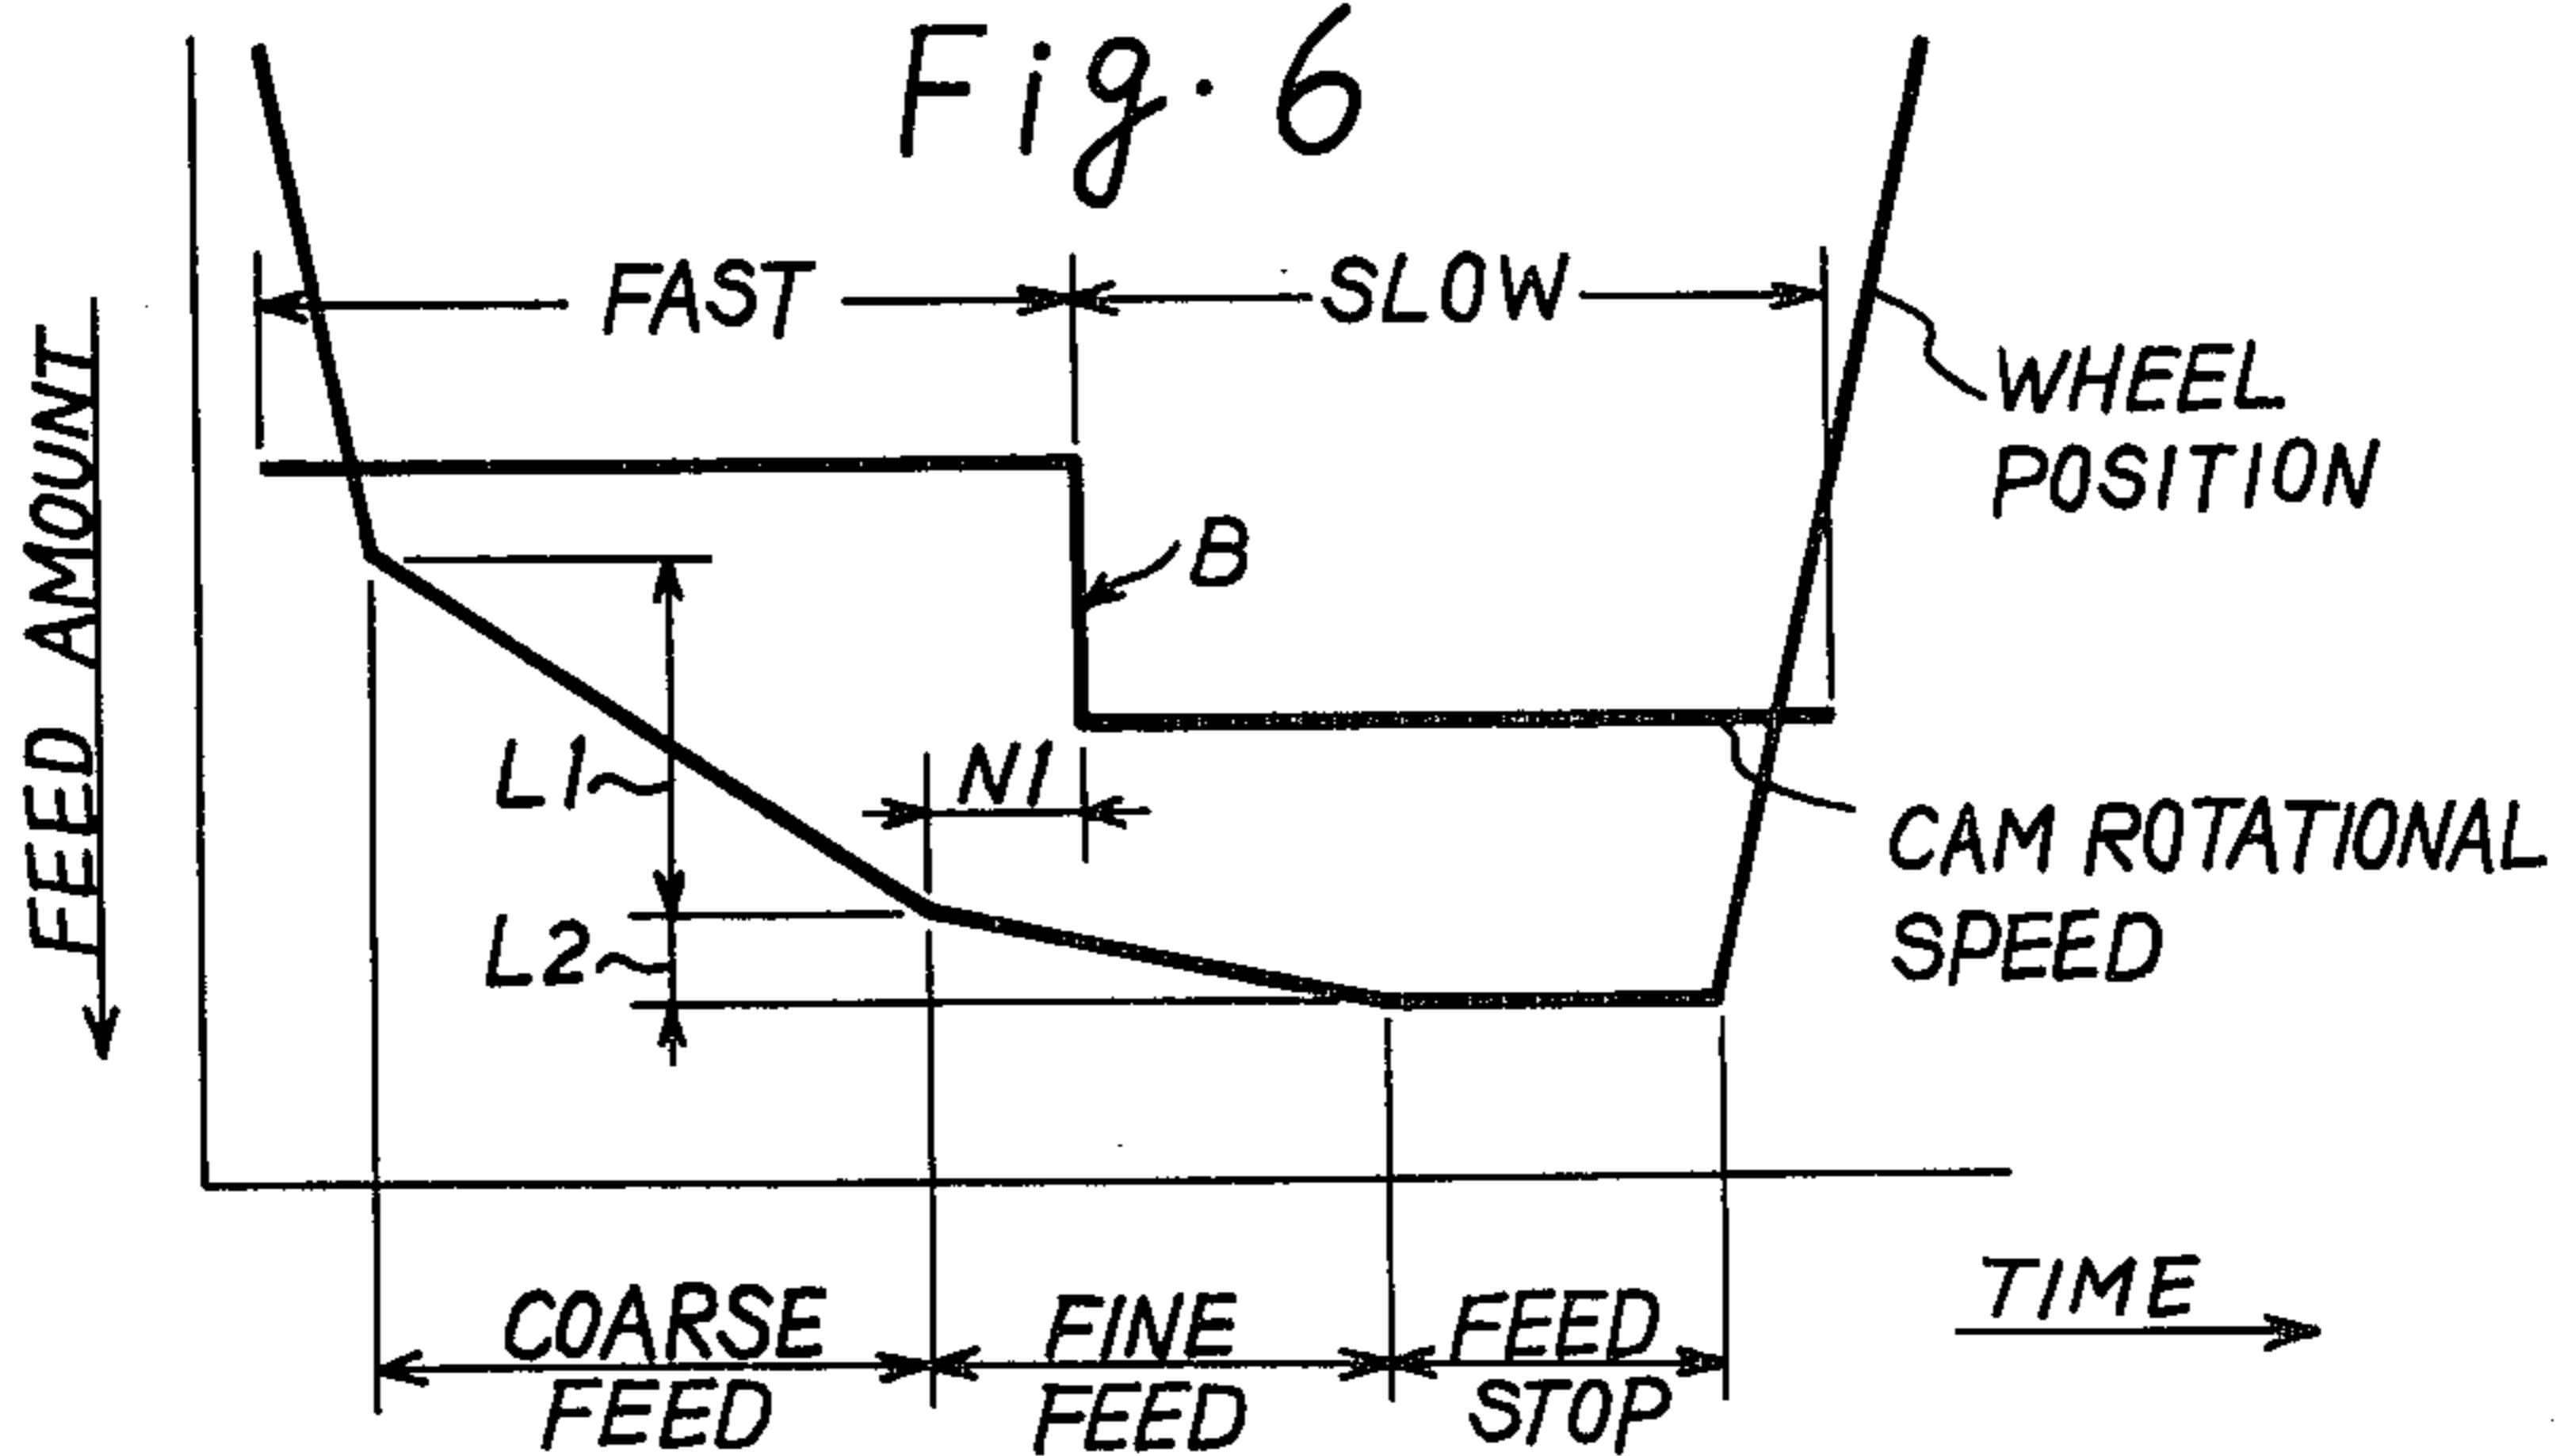 Fig. 6
FAST
SLOW
WHEEL
POSITION
FEED AMOUNT
B
L1
N1
CAM ROTATIONAL
SPEED
L2
TIME
COARSE
FEED
FINE
FEED
FEED
STOP